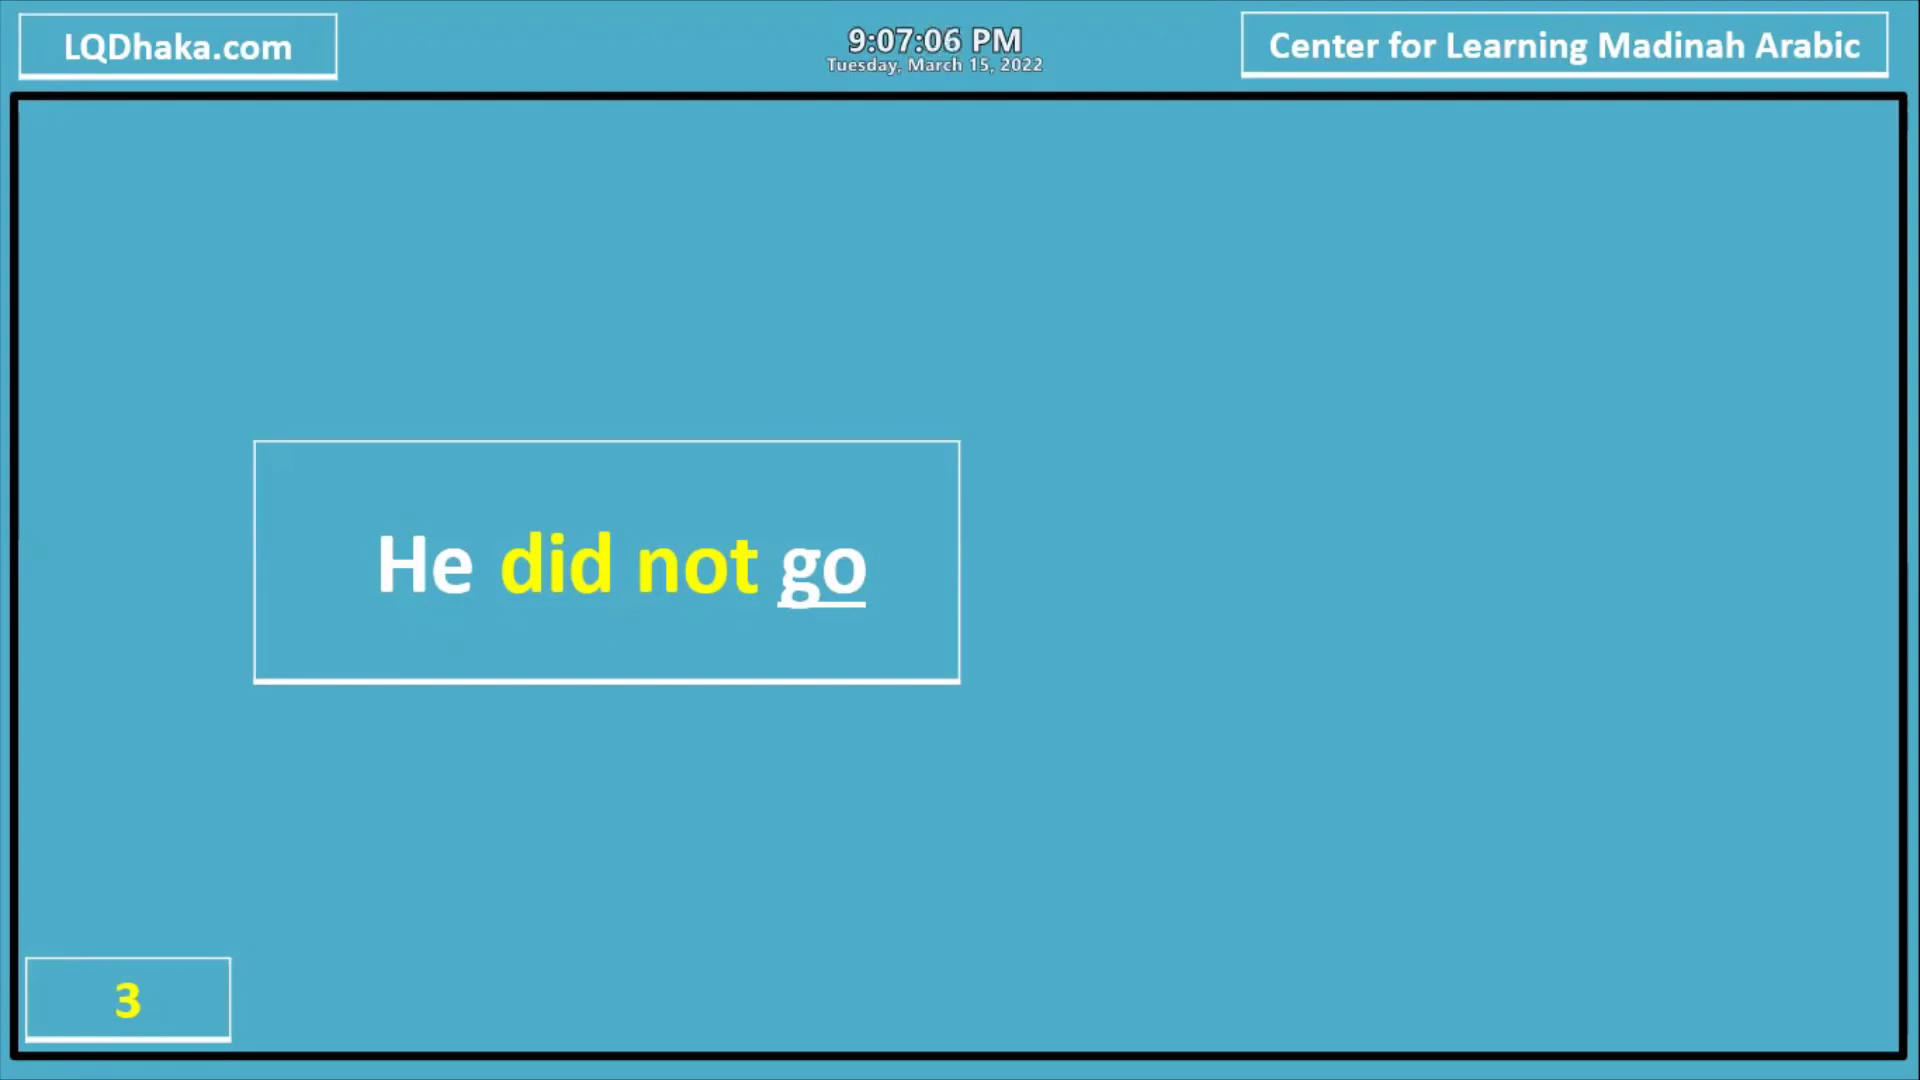 LQDhaka.com
9:07:06 PM
Tuesday, March 15, 2022
Center for Learning Madinah Arabic
He did not go
3